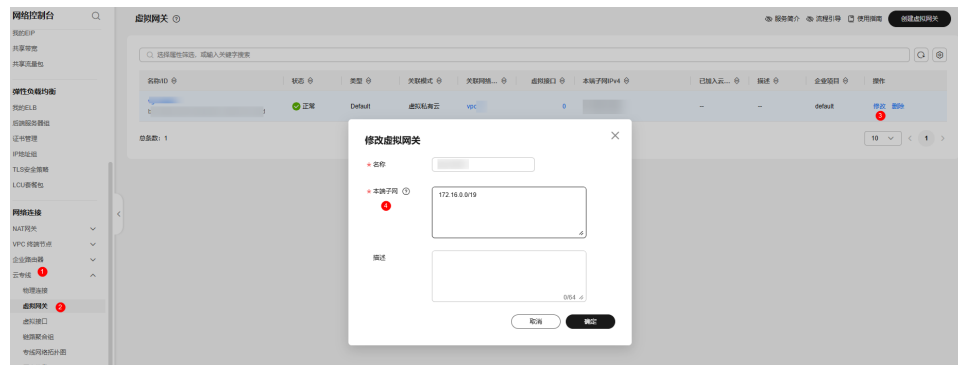 网络控制台
我的EIP
共享带宽
共享流量包
弹性负载均衡
我的ELB
后端服务器组
证书管理
IP地址组
TLS安全策略
LCU套餐包
网络连接
NAT网关
VPC 终端节点
企业路由器
云专线 1
物理连接
虚拟网关 2
虚拟接口
链路聚合组
专线网络拓扑图
虚拟网关
服务简介 流程引导 使用指南 创建虚拟网关
选择属性筛选，或输入关键字搜索
名称/ID 状态 类型 关联模式 关联网络... 虚拟接口 本端子网IPv4 已加入云... 描述 企业项目 操作
正常 Default 虚拟私有云 vpc 0 – – default 修改 删除
3
总条数：1
10 1
修改虚拟网关
* 名称
* 本端子网
4
172.16.0.0/19
描述
0/64
取消 确定